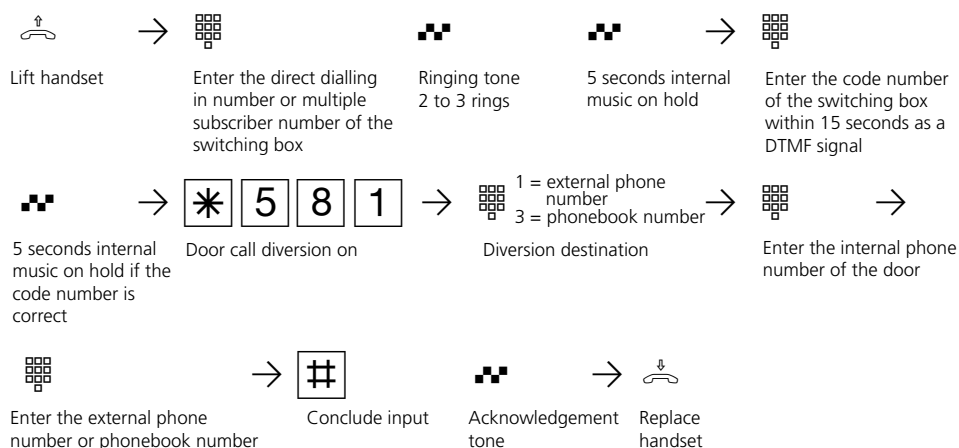 Lift handset
Enter the direct dialling
in number or multiple
subscriber number of the
switching box
Ringing tone
2 to 3 rings
5 seconds internal
music on hold
Enter the code number
of the switching box
within 15 seconds as a
DTMF signal
5 seconds internal
music on hold if the
code number is
correct
* 5 8 1
Door call diversion on
1 = external phone
number
3 = phonebook number
Diversion destination
Enter the internal phone
number of the door
Enter the external phone
number or phonebook number
#
Conclude input
Acknowledgement
tone
Replace
handset